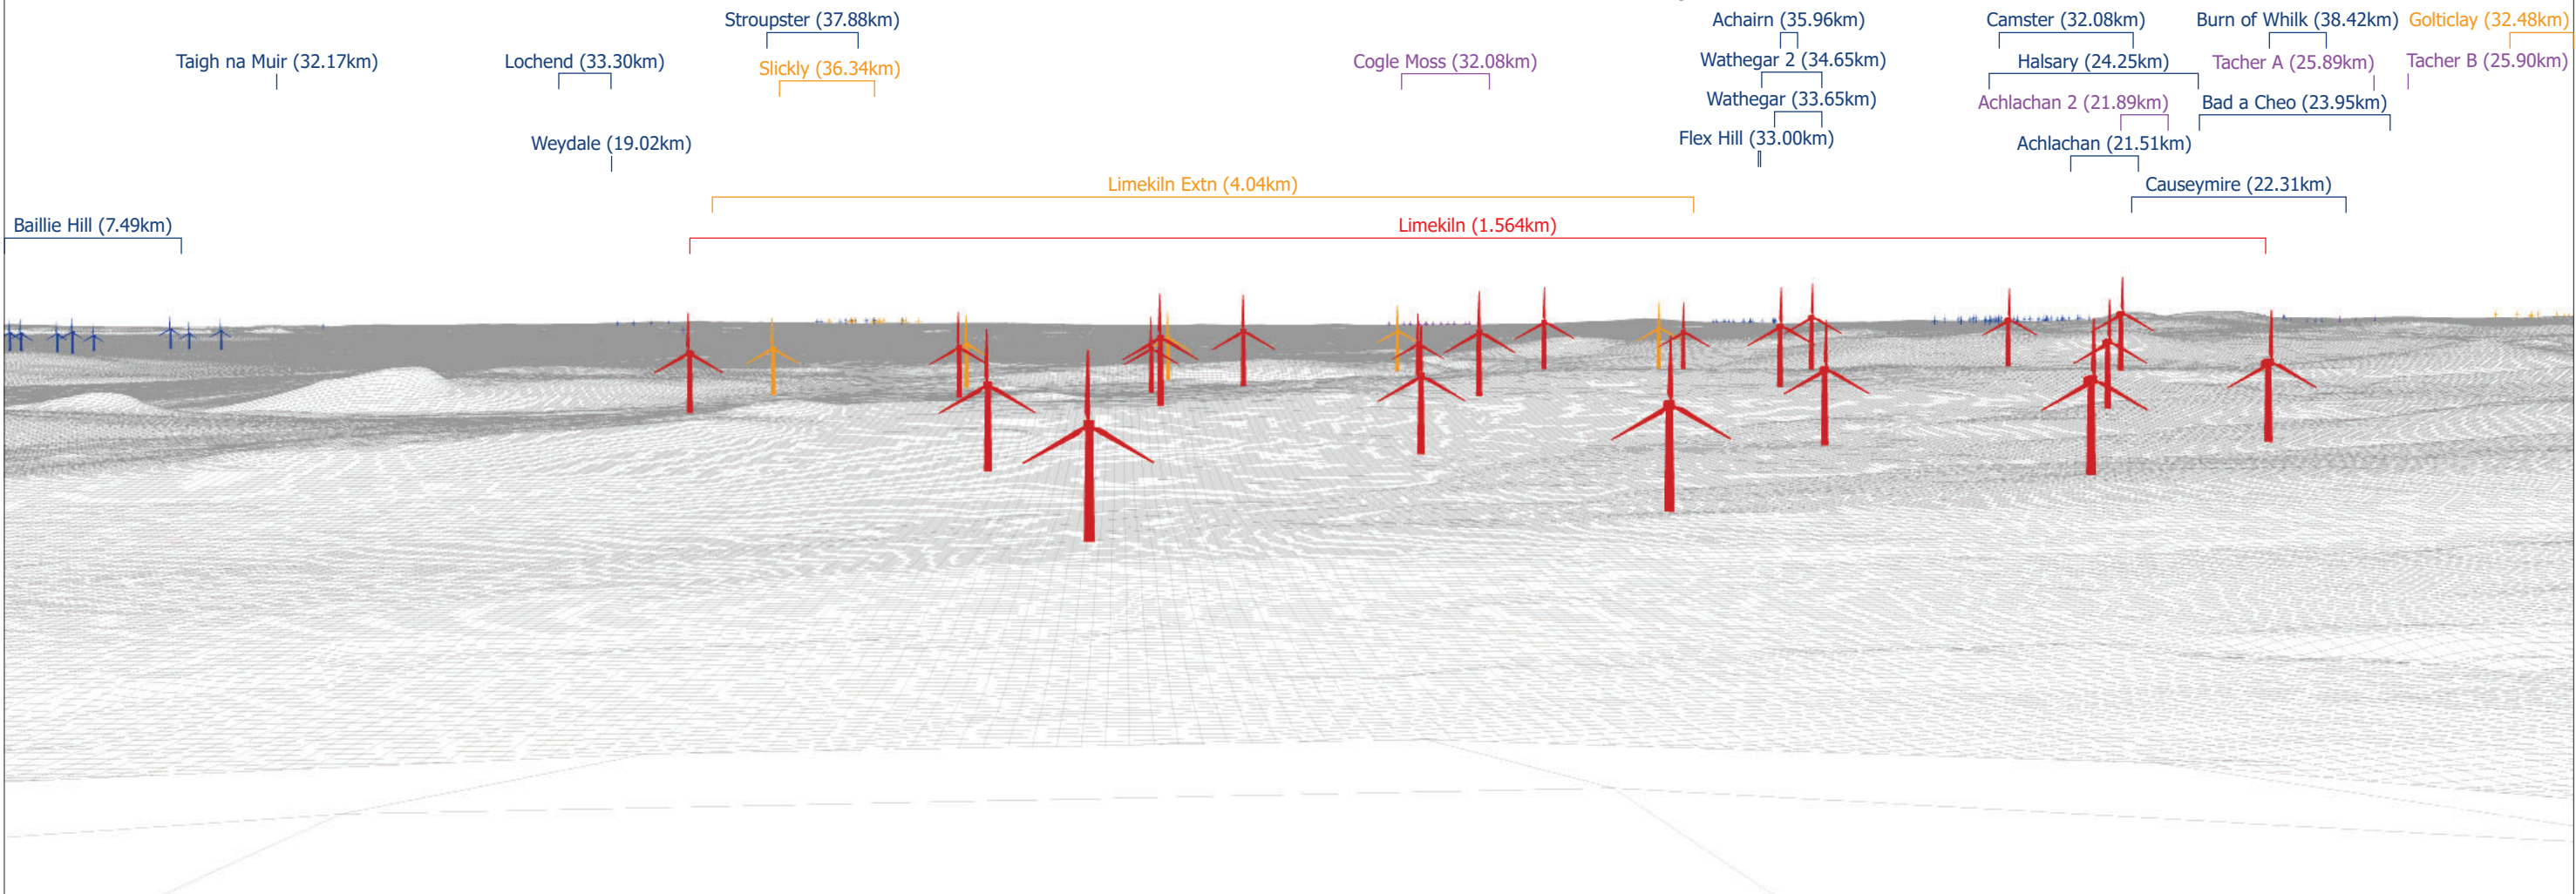 Stroupster (37.88km)
Achairn (35.96km)
Camster (32.08km)
Burn of Whilk (38.42km)
Golticlay (32.48km)
Taigh na Muir (32.17km)
Lochend (33.30km)
Slickly (36.34km)
Cogle Moss (32.08km)
Wathegar 2 (34.65km)
Halsary (24.25km)
Tacher A (25.89km)
Tacher B (25.90km)
Wathegar (33.65km)
Achlachan 2 (21.89km)
Bad a Cheo (23.95km)
Weydale (19.02km)
Flex Hill (33.00km)
Achlachan (21.51km)
Limekiln Extn (4.04km)
Causeymire (22.31km)
Baillie Hill (7.49km)
Limekiln (1.564km)